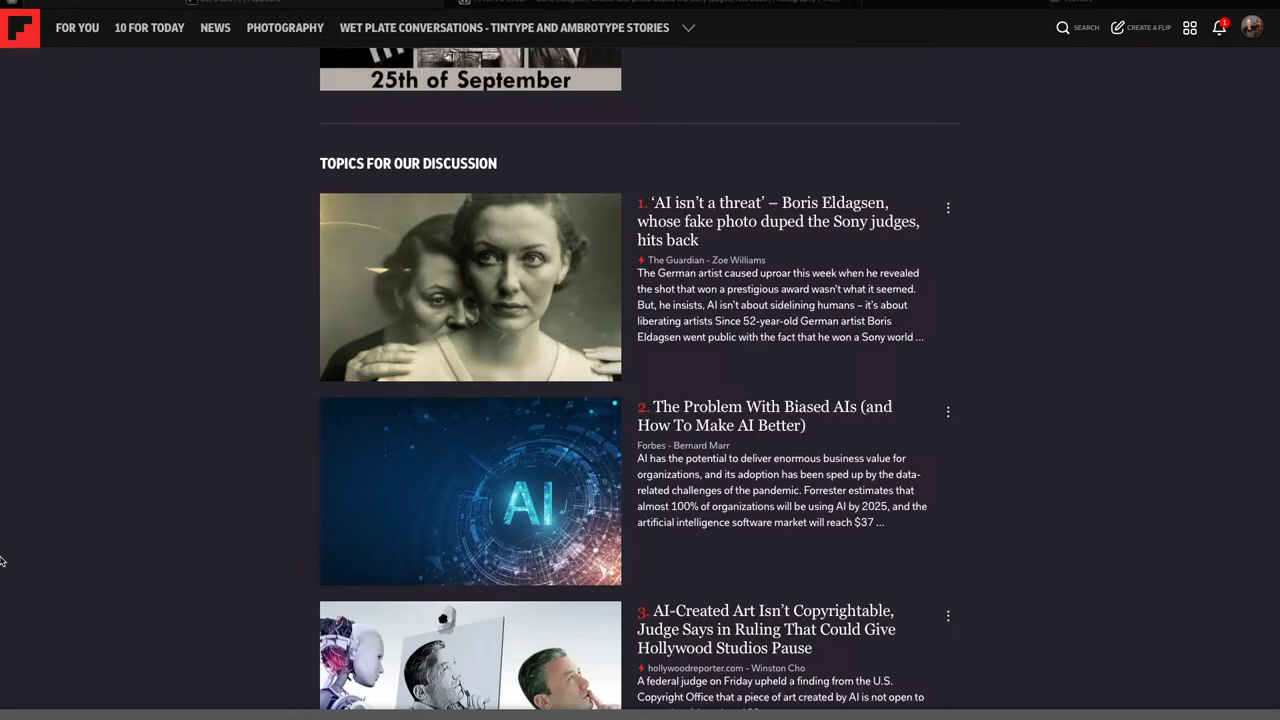 FOR YOU 10 FOR TODAY NEWS PHOTOGRAPHY WET PLATE CONVERSATIONS - TINTYPE AND AMBROTYPE STORIES SEARCH CREATE A FLIP 1
25th of September
TOPICS FOR OUR DISCUSSION
1. ‘AI isn’t a threat’ – Boris Eldagsen,
whose fake photo duped the Sony judges,
hits back
The Guardian - Zoe Williams
The German artist caused uproar this week when he revealed
the shot that won a prestigious award wasn’t what it seemed.
But, he insists, AI isn’t about sidelining humans – it’s about
liberating artists Since 52-year-old German artist Boris
Eldagsen went public with the fact that he won a Sony world ...
AI
2. The Problem With Biased AIs (and
How To Make AI Better)
Forbes - Bernard Marr
AI has the potential to deliver enormous business value for
organizations, and its adoption has been sped up by the data-
related challenges of the pandemic. Forrester estimates that
almost 100% of organizations will be using AI by 2025, and the
artificial intelligence software market will reach $37 ...
3. AI-Created Art Isn’t Copyrightable,
Judge Says in Ruling That Could Give
Hollywood Studios Pause
hollywoodreporter.com - Winston Cho
A federal judge on Friday upheld a finding from the U.S.
Copyright Office that a piece of art created by AI is not open to